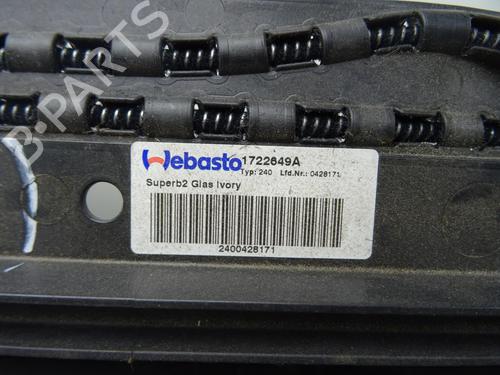 B-PARTS
Webasto 1722649A
Typ: 240 Lfd.Nr.: 0428171
Superb2 Glas Ivory
2400428171